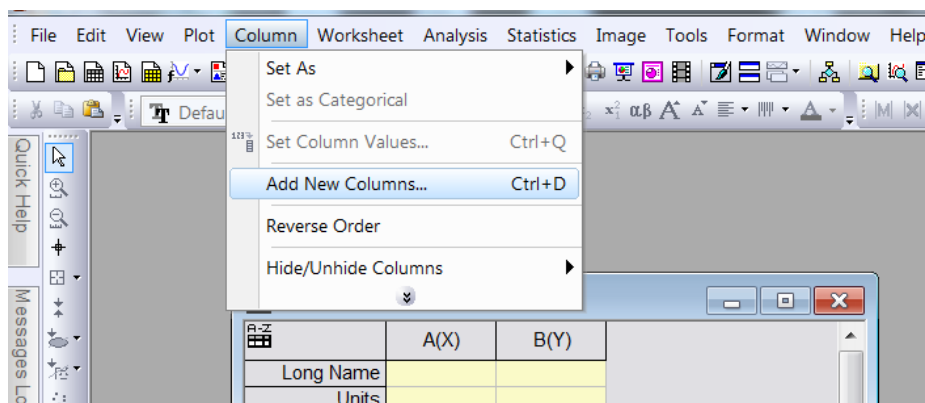 File Edit View Plot Column Worksheet Analysis Statistics Image Tools Format Window Help
Set As
Set as Categorical
Defau
αβ A A A M
Set Column Values... Ctrl+Q
Add New Columns... Ctrl+D
Reverse Order
Hide/Unhide Columns
Quick Help
Messages Lo
A-Z
A(X) B(Y)
Long Name
Units